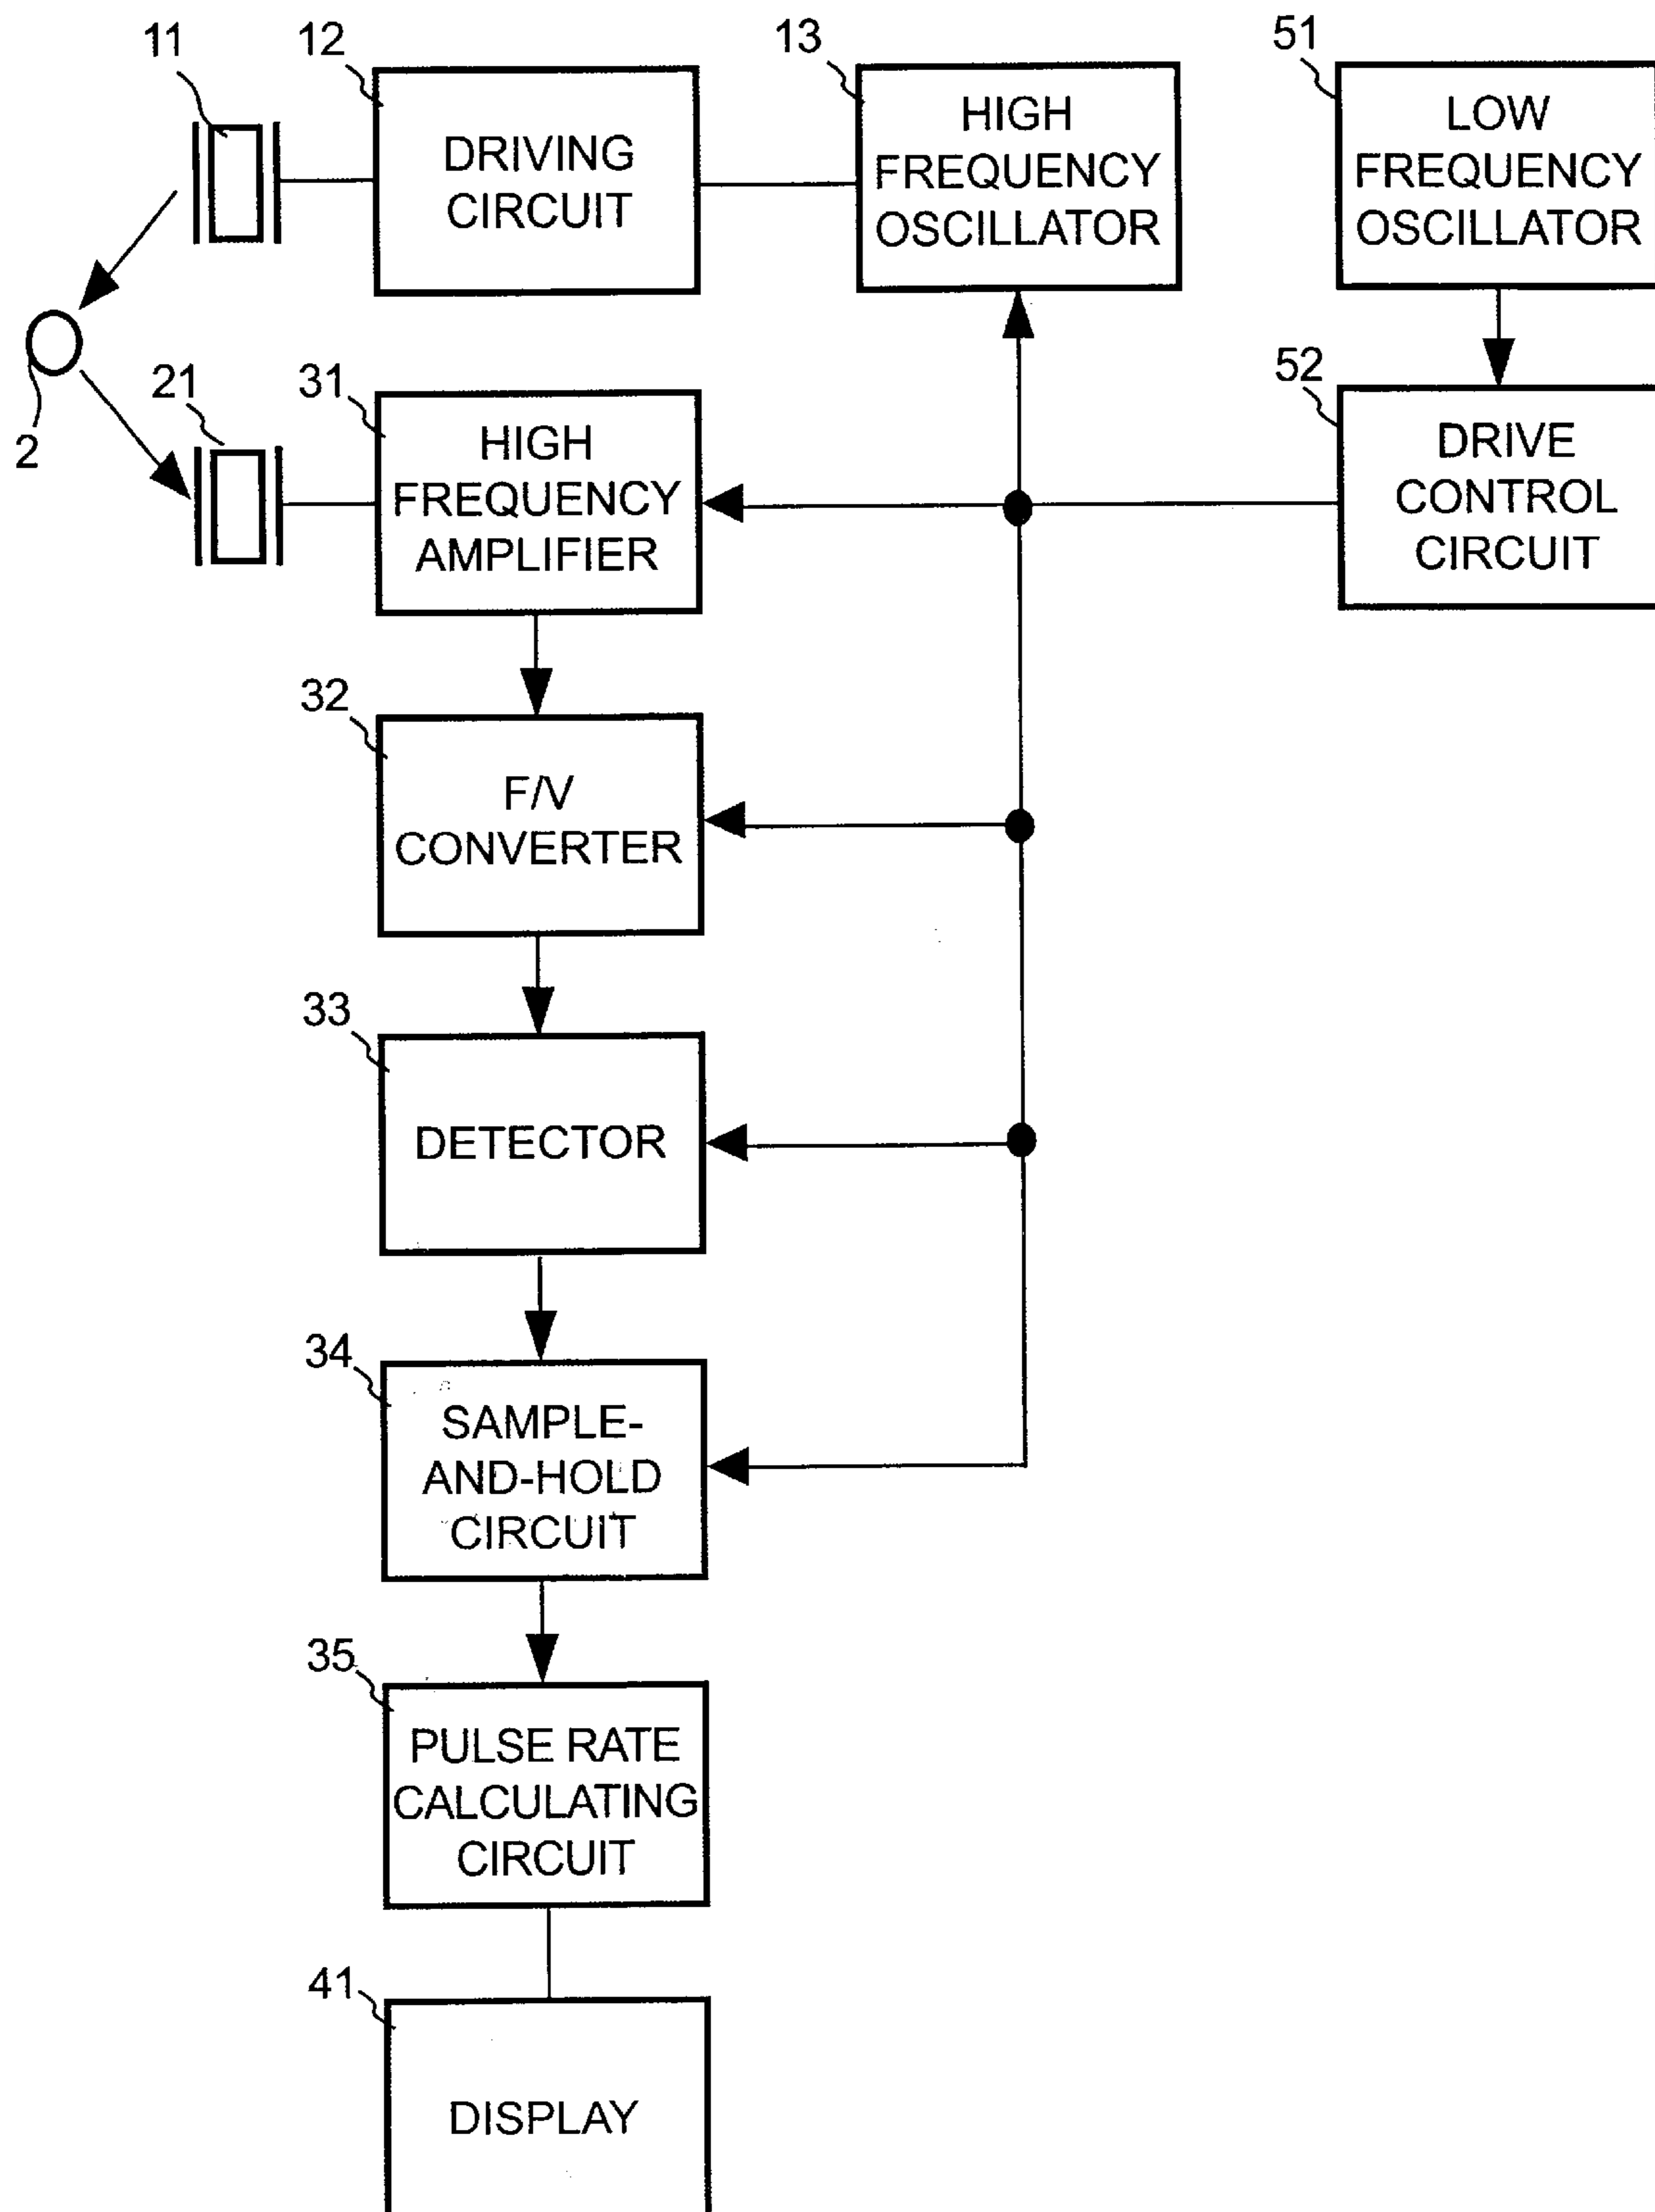 11
12
DRIVING
CIRCUIT
13
HIGH
FREQUENCY
OSCILLATOR
51
LOW
FREQUENCY
OSCILLATOR
2
21
31
HIGH
FREQUENCY
AMPLIFIER
52
DRIVE
CONTROL
CIRCUIT
32
F/V
CONVERTER
33
DETECTOR
34
SAMPLE-
AND-HOLD
CIRCUIT
35
PULSE RATE
CALCULATING
CIRCUIT
41
DISPLAY